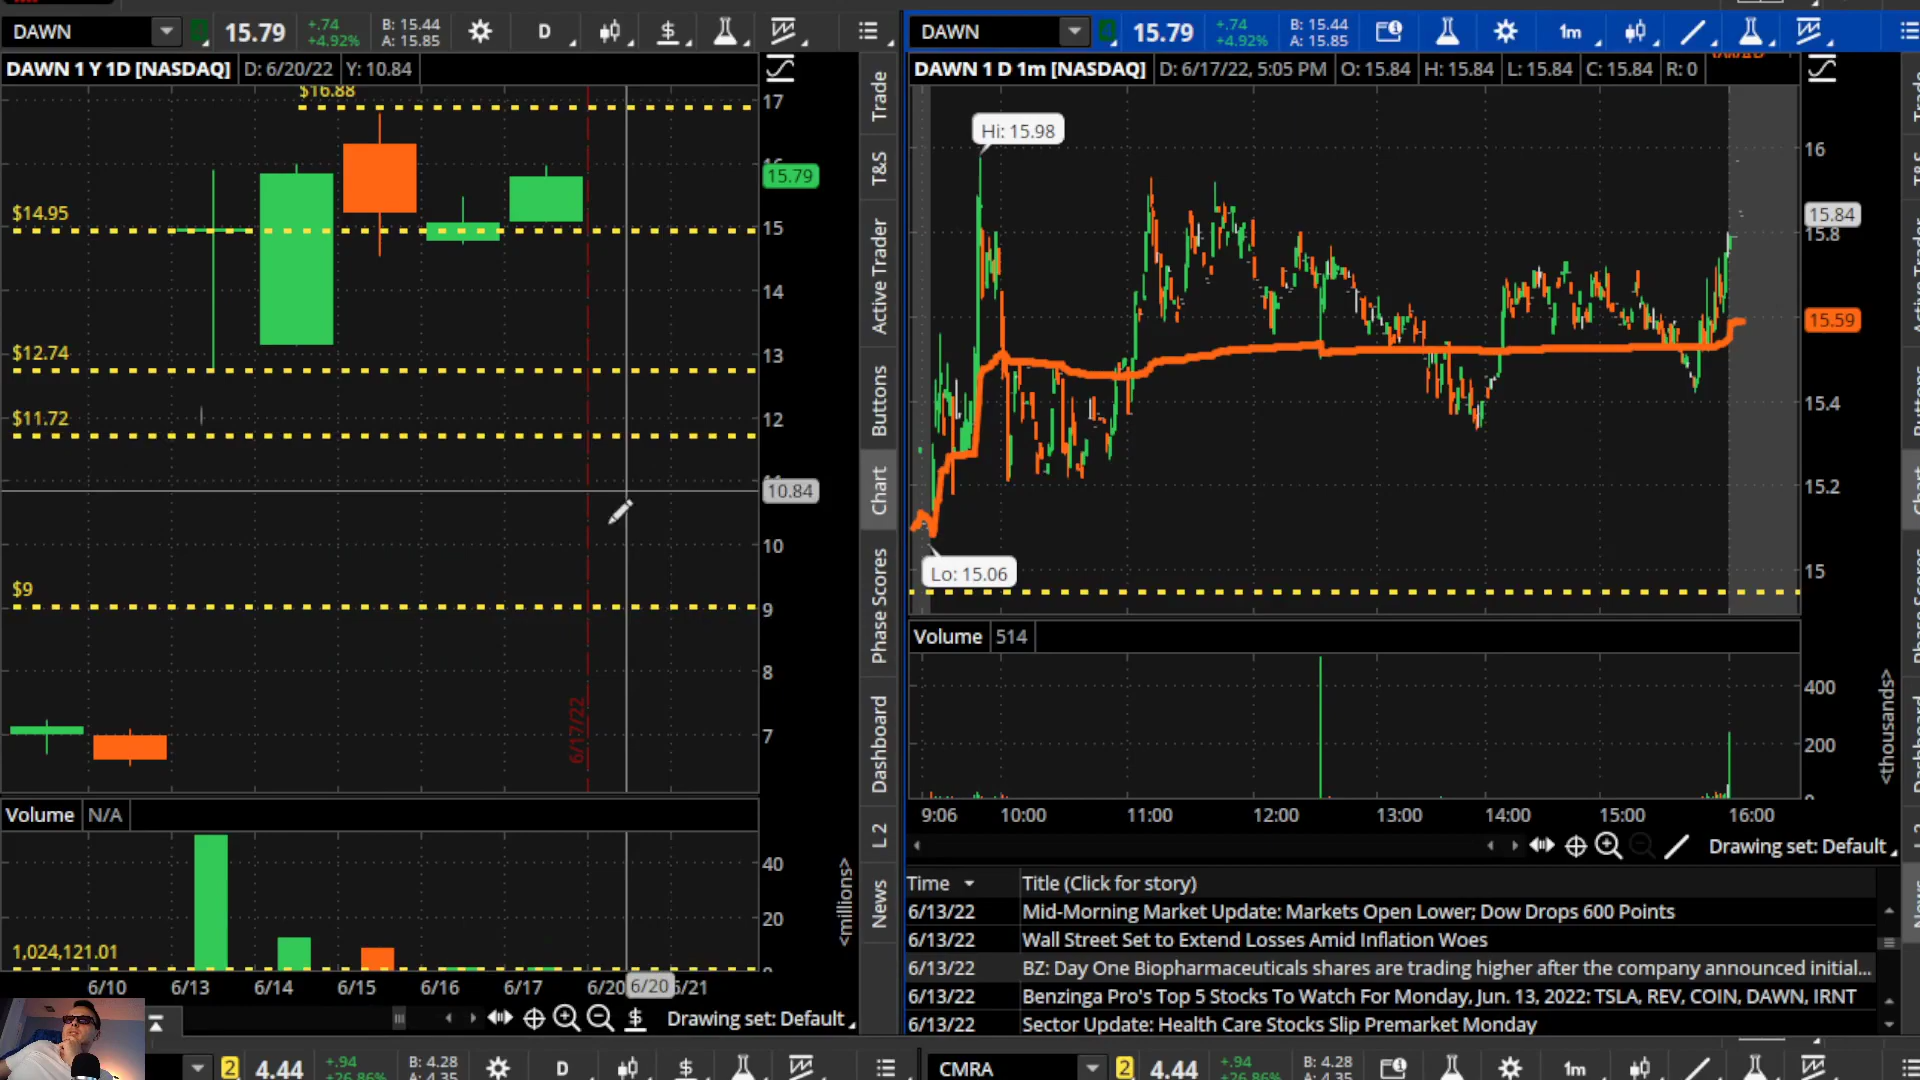 DAWN 15.79 +.74 +4.92% B: 15.44 A: 15.85 D
DAWN 15.79 +.74 +4.92% B: 15.44 A: 15.85 1m
DAWN 1 Y 1D [NASDAQ] D: 6/20/22 Y: 10.84
DAWN 1 D 1m [NASDAQ] D: 6/17/22, 5:05 PM O: 15.84 H: 15.84 L: 15.84 C: 15.84 R: 0
$16.88
$14.95
$12.74
$11.72
$9
17
15.79
15
14
13
12
10.84
10
9
8
7
6/17/22
Volume N/A
40
20
<millions>
1,024,121.01
6/10 6/13 6/14 6/15 6/16 6/17 6/20 6/20 6/21
Drawing set: Default
Trade
T&S
Active Trader
Buttons
Chart
Phase Scores
Dashboard
L 2
News
Hi: 15.98
Lo: 15.06
16
15.84
15.8
15.59
15.4
15.2
15
Volume 514
400
200
<thousands>
9:06 10:00 11:00 12:00 13:00 14:00 15:00 16:00
Drawing set: Default
Time Title (Click for story)
6/13/22 Mid-Morning Market Update: Markets Open Lower; Dow Drops 600 Points
6/13/22 Wall Street Set to Extend Losses Amid Inflation Woes
6/13/22 BZ: Day One Biopharmaceuticals shares are trading higher after the company announced initial...
6/13/22 Benzinga Pro's Top 5 Stocks To Watch For Monday, Jun. 13, 2022: TSLA, REV, COIN, DAWN, IRNT
6/13/22 Sector Update: Health Care Stocks Slip Premarket Monday
2 4.44 +.94 +26.86% B: 4.28 A: 4.35 D
CMRA 2 4.44 +.94 +26.86% B: 4.28 A: 4.35 1m